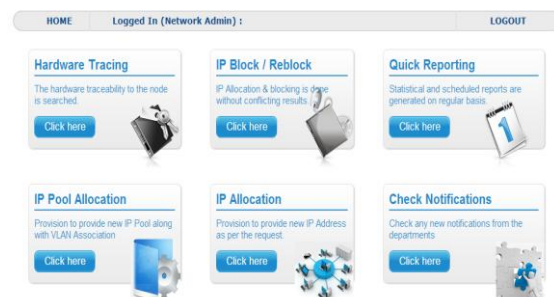 HOME Logged In (Network Admin) : LOGOUT
Hardware Tracing
The hardware traceability to the node
is searched.
Click here
IP Block / Reblock
IP Allocation & blocking is done
without conflicting results.
Click here
Quick Reporting
Statistical and scheduled reports are
generated on regular basis.
Click here
1
IP Pool Allocation
Provision to provide new IP Pool along
with VLAN Association
Click here
IP Allocation
Provision to provide new IP Address
as per the request.
Click here
Check Notifications
Check any new notifications from the
departments
Click here